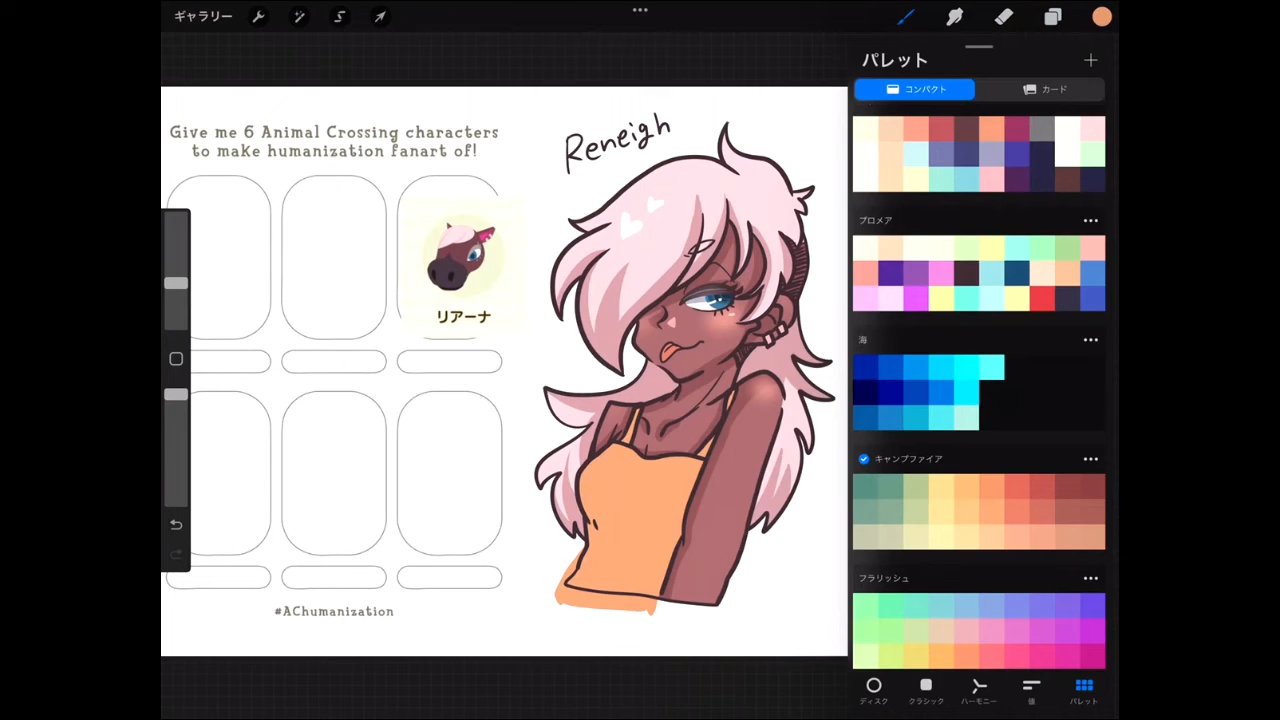 ギャラリー
パレット
コンパクト
カード
Give me 6 Animal Crossing characters
to make humanization fanart of!
Reneigh
リアーナ
#AChumanization
プロメア
海
キャンプファイア
フラリッシュ
ディスク
クラシック
ハーモニー
値
パレット